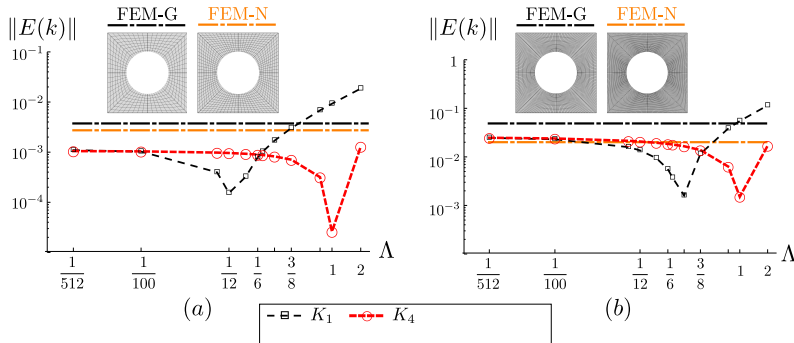 FEM-G FEM-N
‖E(k)‖
10⁻¹
10⁻²
10⁻³
10⁻⁴
1/512 1/100 1/12 1/6 3/8 1 2 Λ
(a)
FEM-G FEM-N
‖E(k)‖
1
10⁻¹
10⁻²
10⁻³
1/512 1/100 1/12 1/6 3/8 1 2 Λ
(b)
K₁ K₄